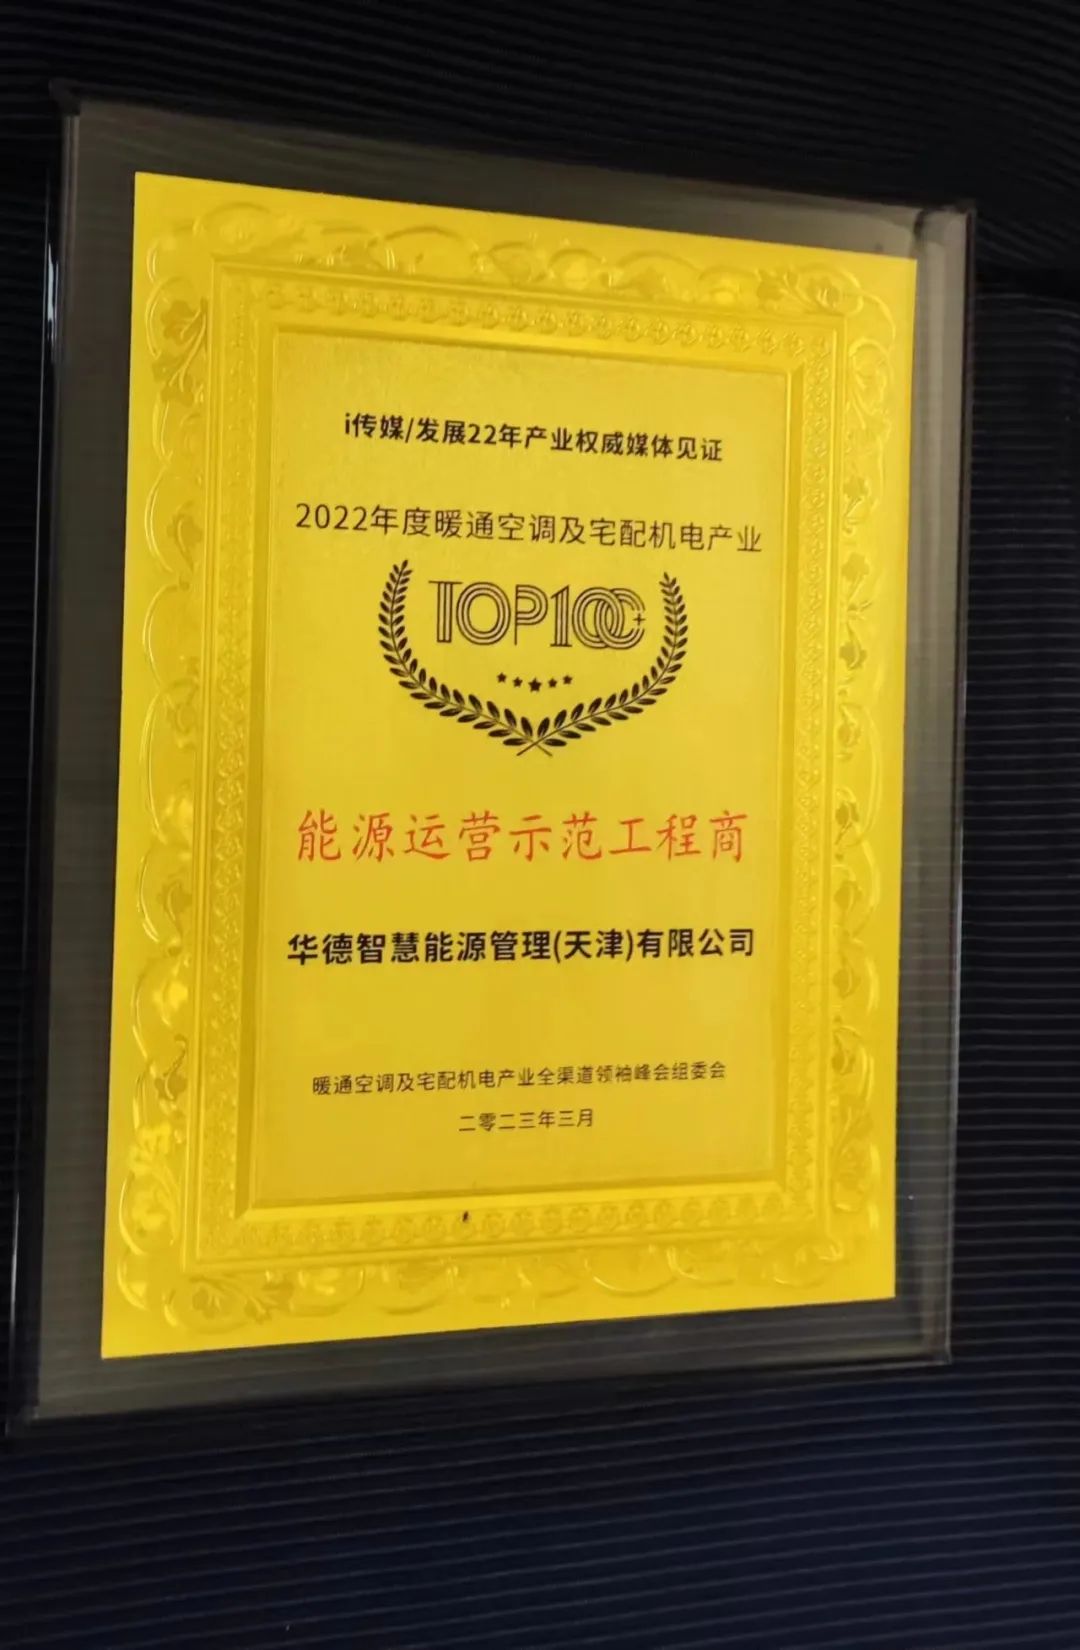 i传媒/发展22年产业权威媒体见证
2022年度暖通空调及宅配机电产业
TOP100+
能源运营示范工程商
华德智慧能源管理(天津)有限公司
暖通空调及宅配机电产业全渠道领袖峰会组委会
二零二三年三月